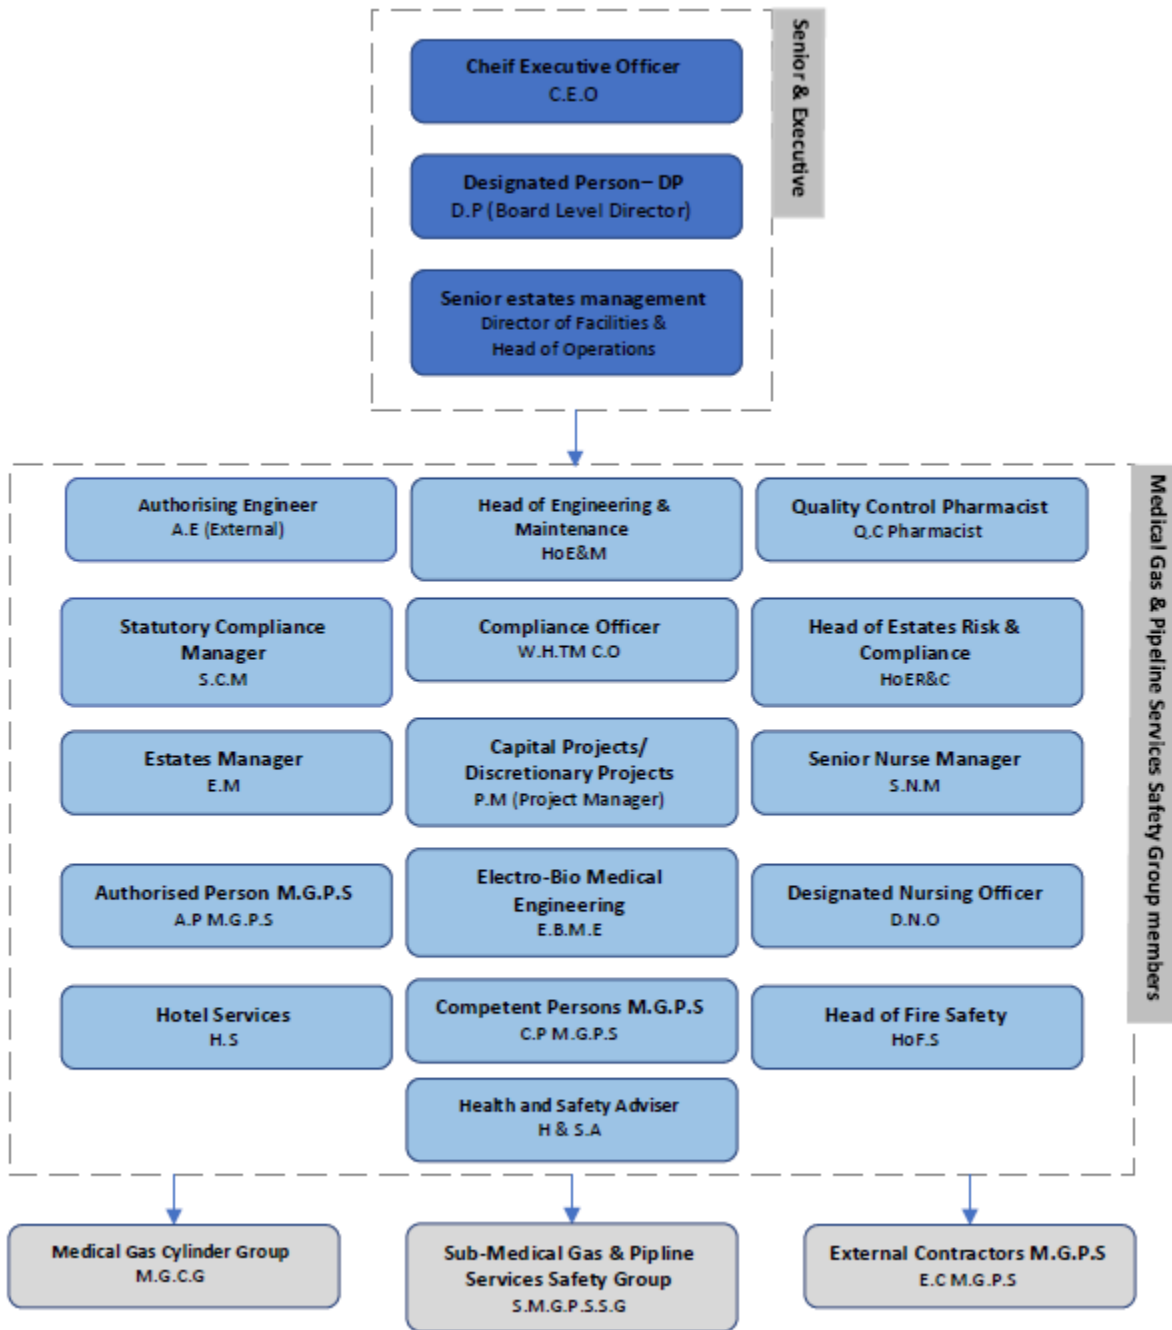 Senior & Executive
Cheif Executive Officer
C.E.O
Designated Person– DP
D.P (Board Level Director)
Senior estates management
Director of Facilities &
Head of Operations
Medical Gas & Pipeline Services Safety Group members
Authorising Engineer
A.E (External)
Head of Engineering &
Maintenance
HoE&M
Quality Control Pharmacist
Q.C Pharmacist
Statutory Compliance
Manager
S.C.M
Compliance Officer
W.H.TM C.O
Head of Estates Risk &
Compliance
HoER&C
Estates Manager
E.M
Capital Projects/
Discretionary Projects
P.M (Project Manager)
Senior Nurse Manager
S.N.M
Authorised Person M.G.P.S
A.P M.G.P.S
Electro-Bio Medical
Engineering
E.B.M.E
Designated Nursing Officer
D.N.O
Hotel Services
H.S
Competent Persons M.G.P.S
C.P M.G.P.S
Head of Fire Safety
HoF.S
Health and Safety Adviser
H & S.A
Medical Gas Cylinder Group
M.G.C.G
Sub-Medical Gas & Pipline
Services Safety Group
S.M.G.P.S.S.G
External Contractors M.G.P.S
E.C M.G.P.S